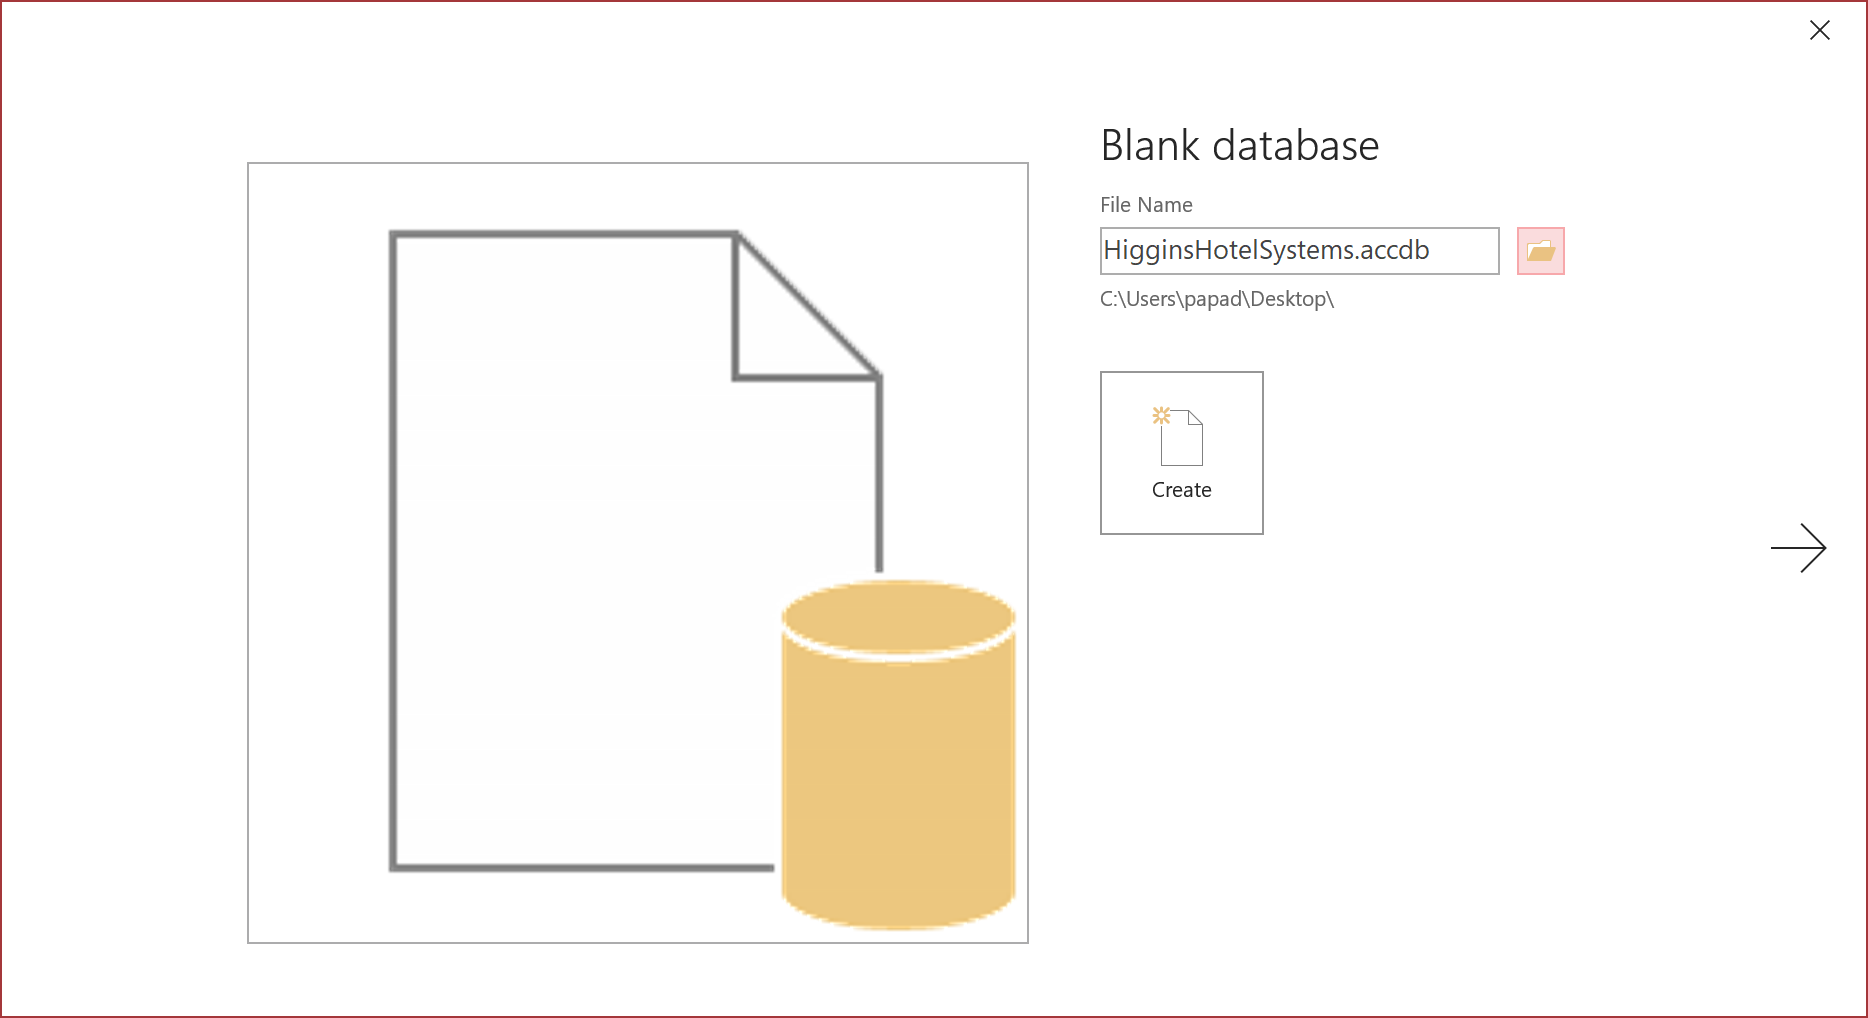 Blank database
File Name
HigginsHotelSystems.accdb
C:\Users\papad\Desktop\
Create